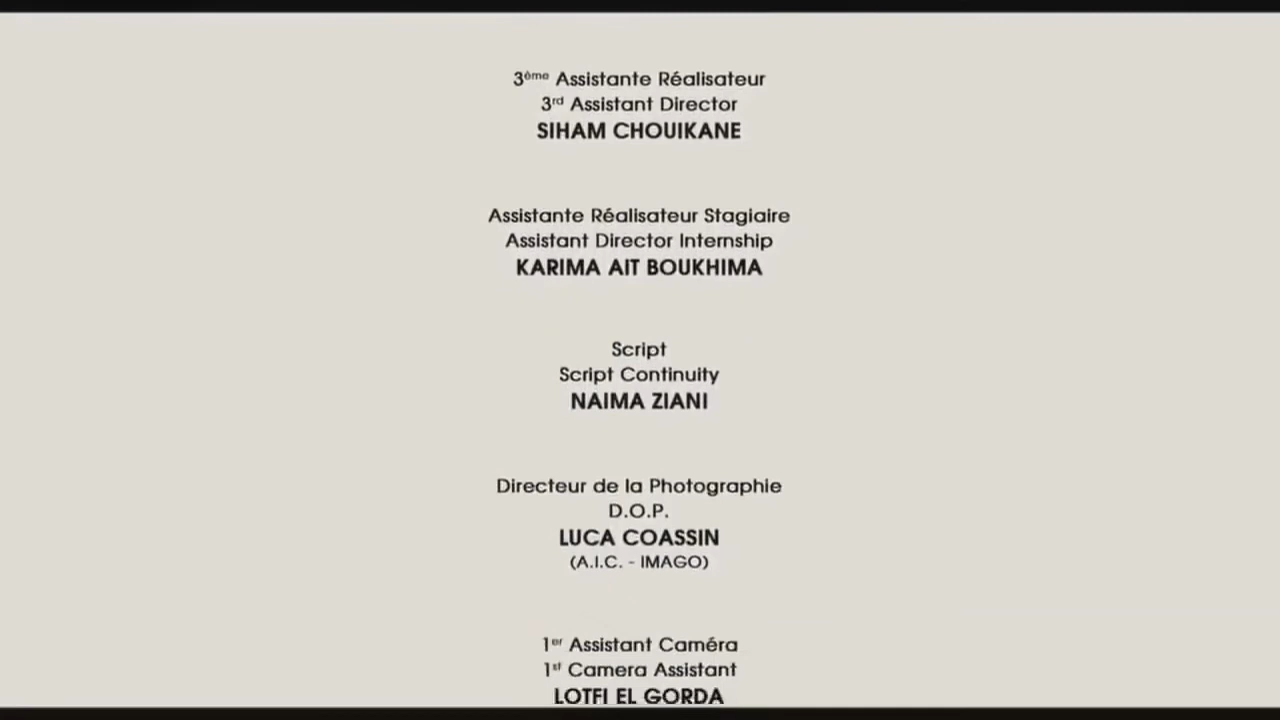 3ème Assistante Réalisateur
3rd Assistant Director
SIHAM CHOUIKANE
Assistante Réalisateur Stagiaire
Assistant Director Internship
KARIMA AIT BOUKHIMA
Script
Script Continuity
NAIMA ZIANI
Directeur de la Photographie
D.O.P.
LUCA COASSIN
(A.I.C. - IMAGO)
1er Assistant Caméra
1st Camera Assistant
LOTFI EL GORDA